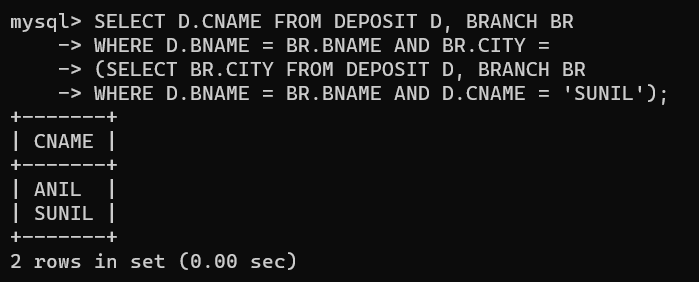 mysql> SELECT D.CNAME FROM DEPOSIT D, BRANCH BR
    -> WHERE D.BNAME = BR.BNAME AND BR.CITY =
    -> (SELECT BR.CITY FROM DEPOSIT D, BRANCH BR
    -> WHERE D.BNAME = BR.BNAME AND D.CNAME = 'SUNIL');
+-------+
| CNAME |
+-------+
| ANIL  |
| SUNIL |
+-------+
2 rows in set (0.00 sec)